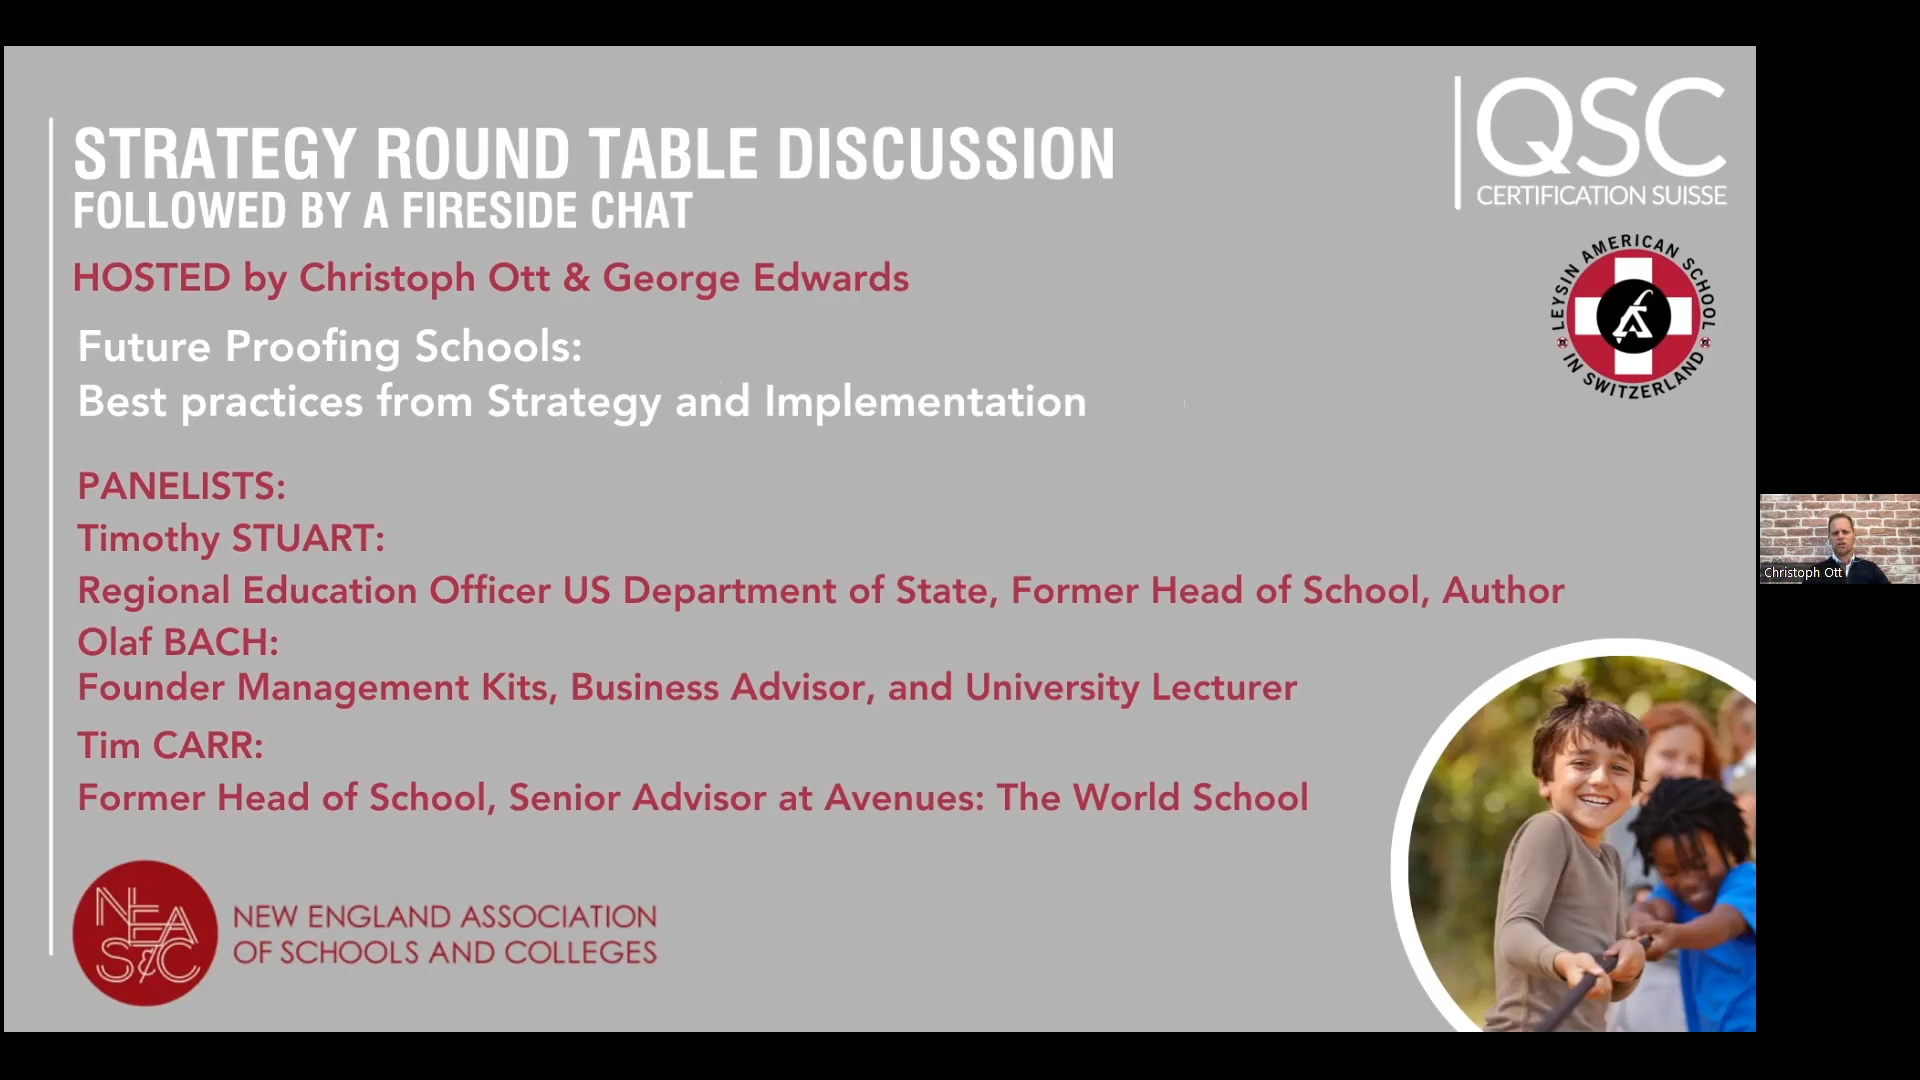 STRATEGY ROUND TABLE DISCUSSION
FOLLOWED BY A FIRESIDE CHAT
HOSTED by Christoph Ott & George Edwards
Future Proofing Schools:
Best practices from Strategy and Implementation
PANELISTS:
Timothy STUART:
Regional Education Officer US Department of State, Former Head of School, Author
Olaf BACH:
Founder Management Kits, Business Advisor, and University Lecturer
Tim CARR:
Former Head of School, Senior Advisor at Avenues: The World School
NEAS&C
NEW ENGLAND ASSOCIATION
OF SCHOOLS AND COLLEGES
QSC
CERTIFICATION SUISSE
LEYSIN AMERICAN SCHOOL
IN SWITZERLAND
Christoph Ott